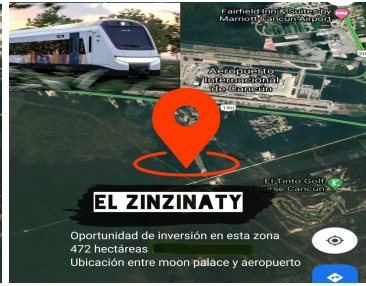 Fairfield Inn & Suites by
Marriott Cancun Airport
Aeropuerto
Internacional
de Cancún
180
El Tinto Golf
Course Cancún
EL ZINZINATY
Oportunidad de inversión en esta zona
472 hectáreas
Ubicación entre moon palace y aeropuerto